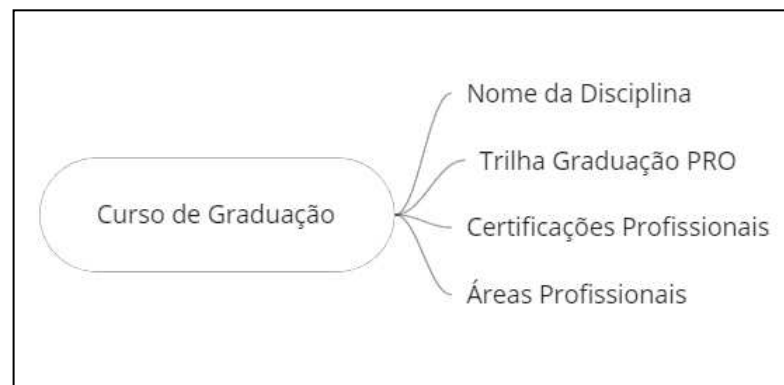 Curso de Graduação
Nome da Disciplina
Trilha Graduação PRO
Certificações Profissionais
Áreas Profissionais